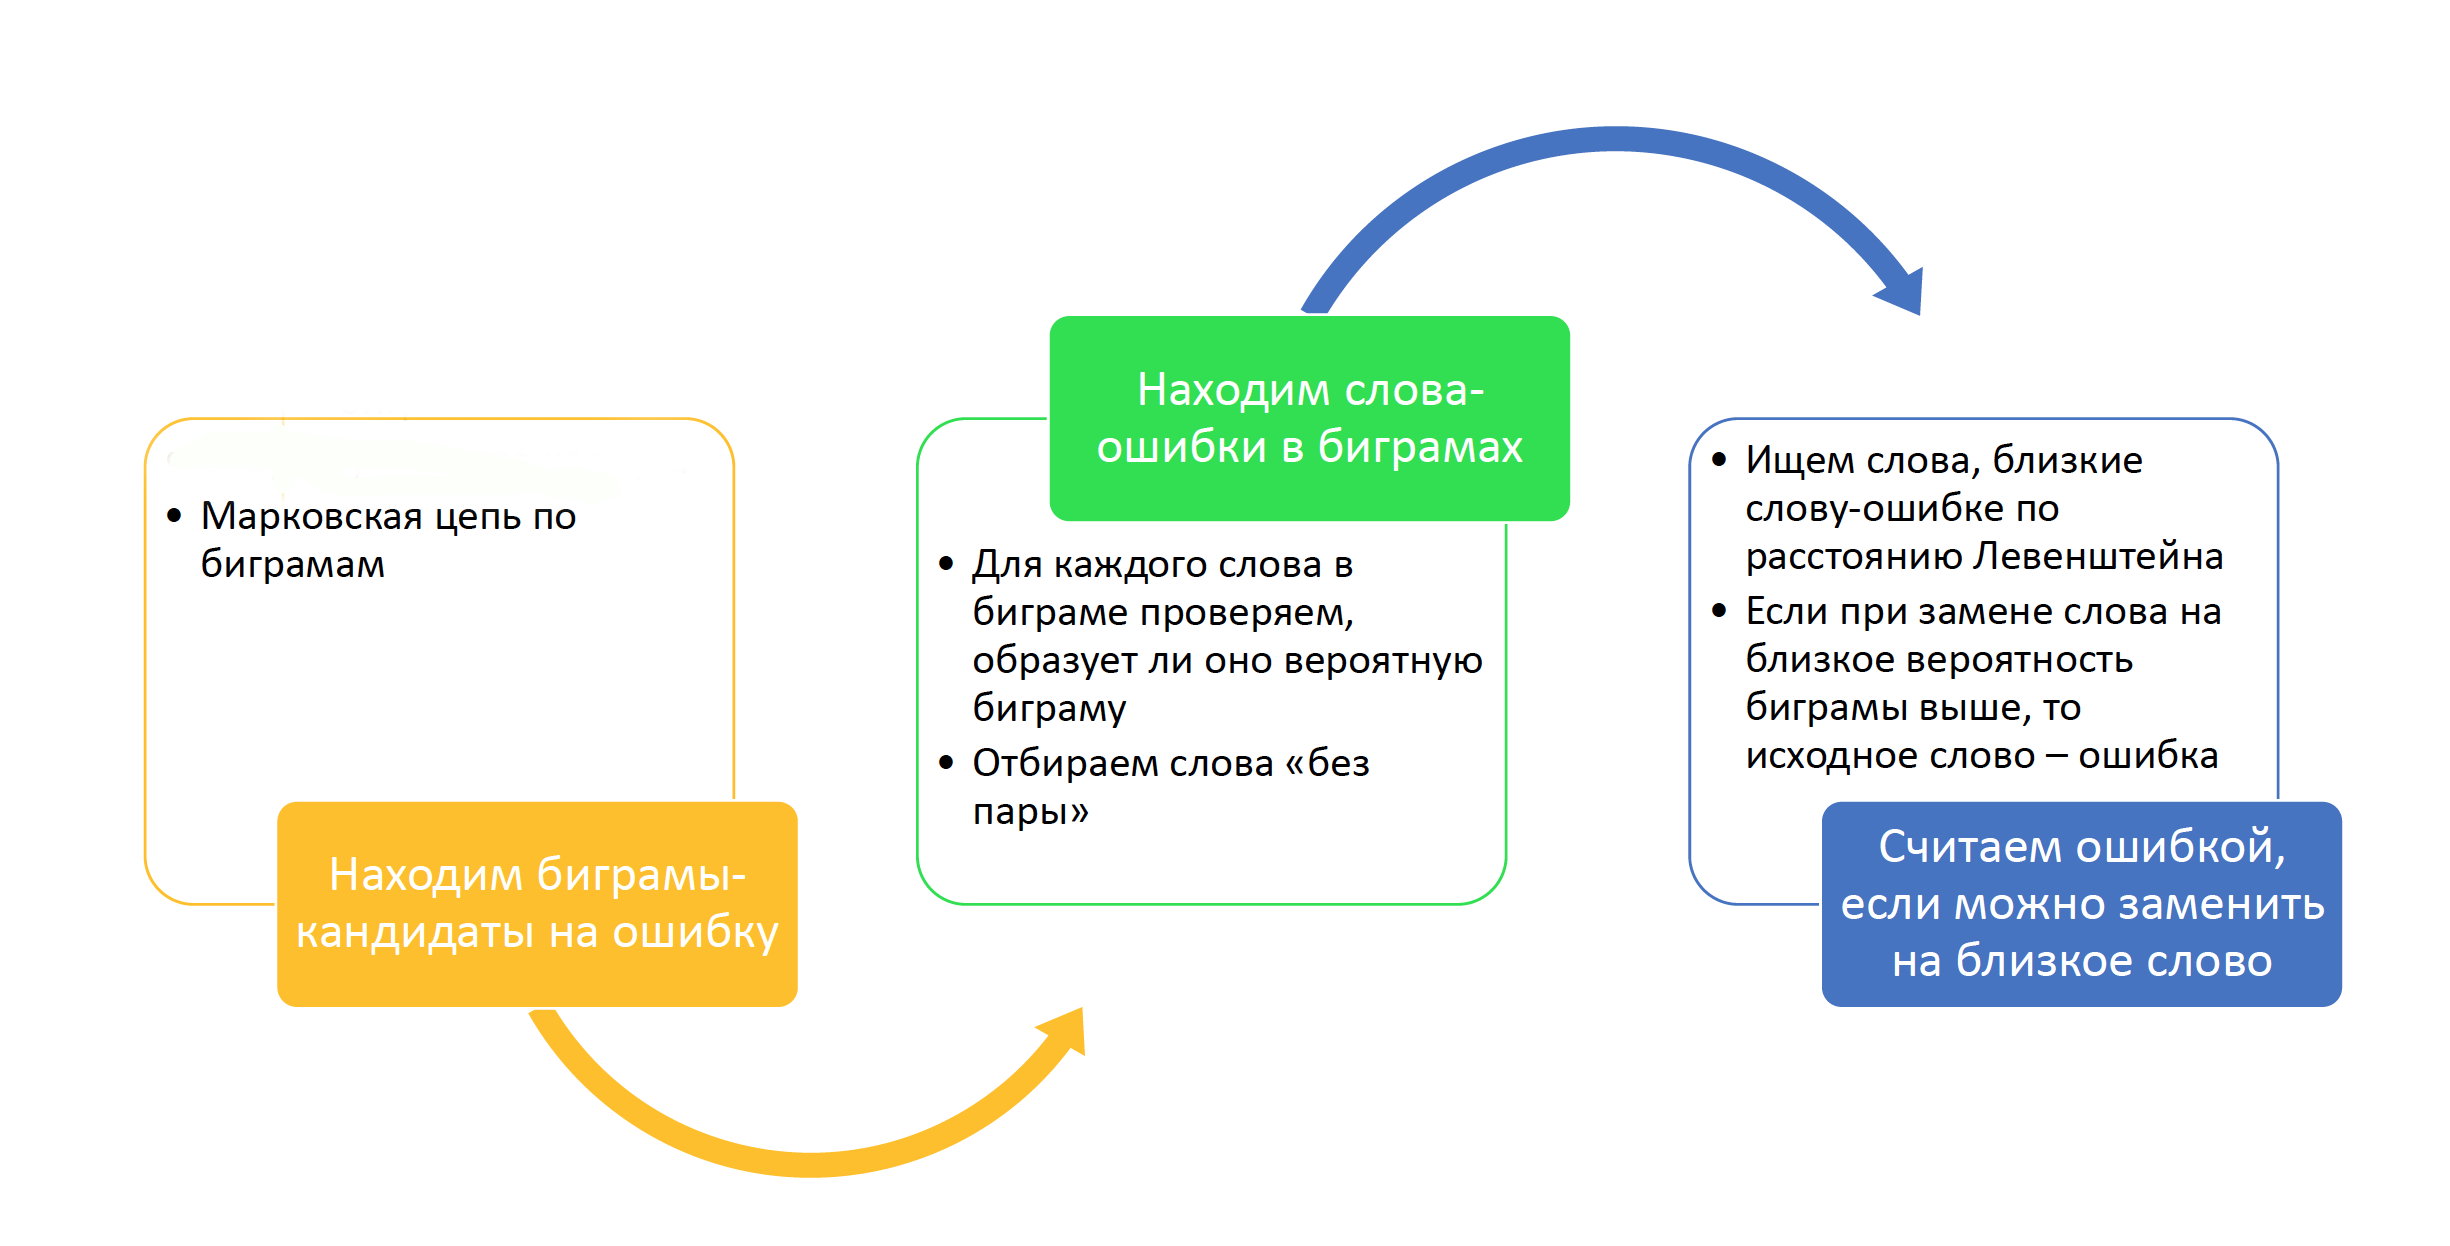 • Марковская цепь по
биграмам
Находим биграмы-
кандидаты на ошибку
Находим слова-
ошибки в биграмах
• Для каждого слова в
биграме проверяем,
образует ли оно вероятную
биграму
• Отбираем слова «без
пары»
• Ищем слова, близкие
слову-ошибке по
расстоянию Левенштейна
• Если при замене слова на
близкое вероятность
биграмы выше, то
исходное слово – ошибка
Считаем ошибкой,
если можно заменить
на близкое слово